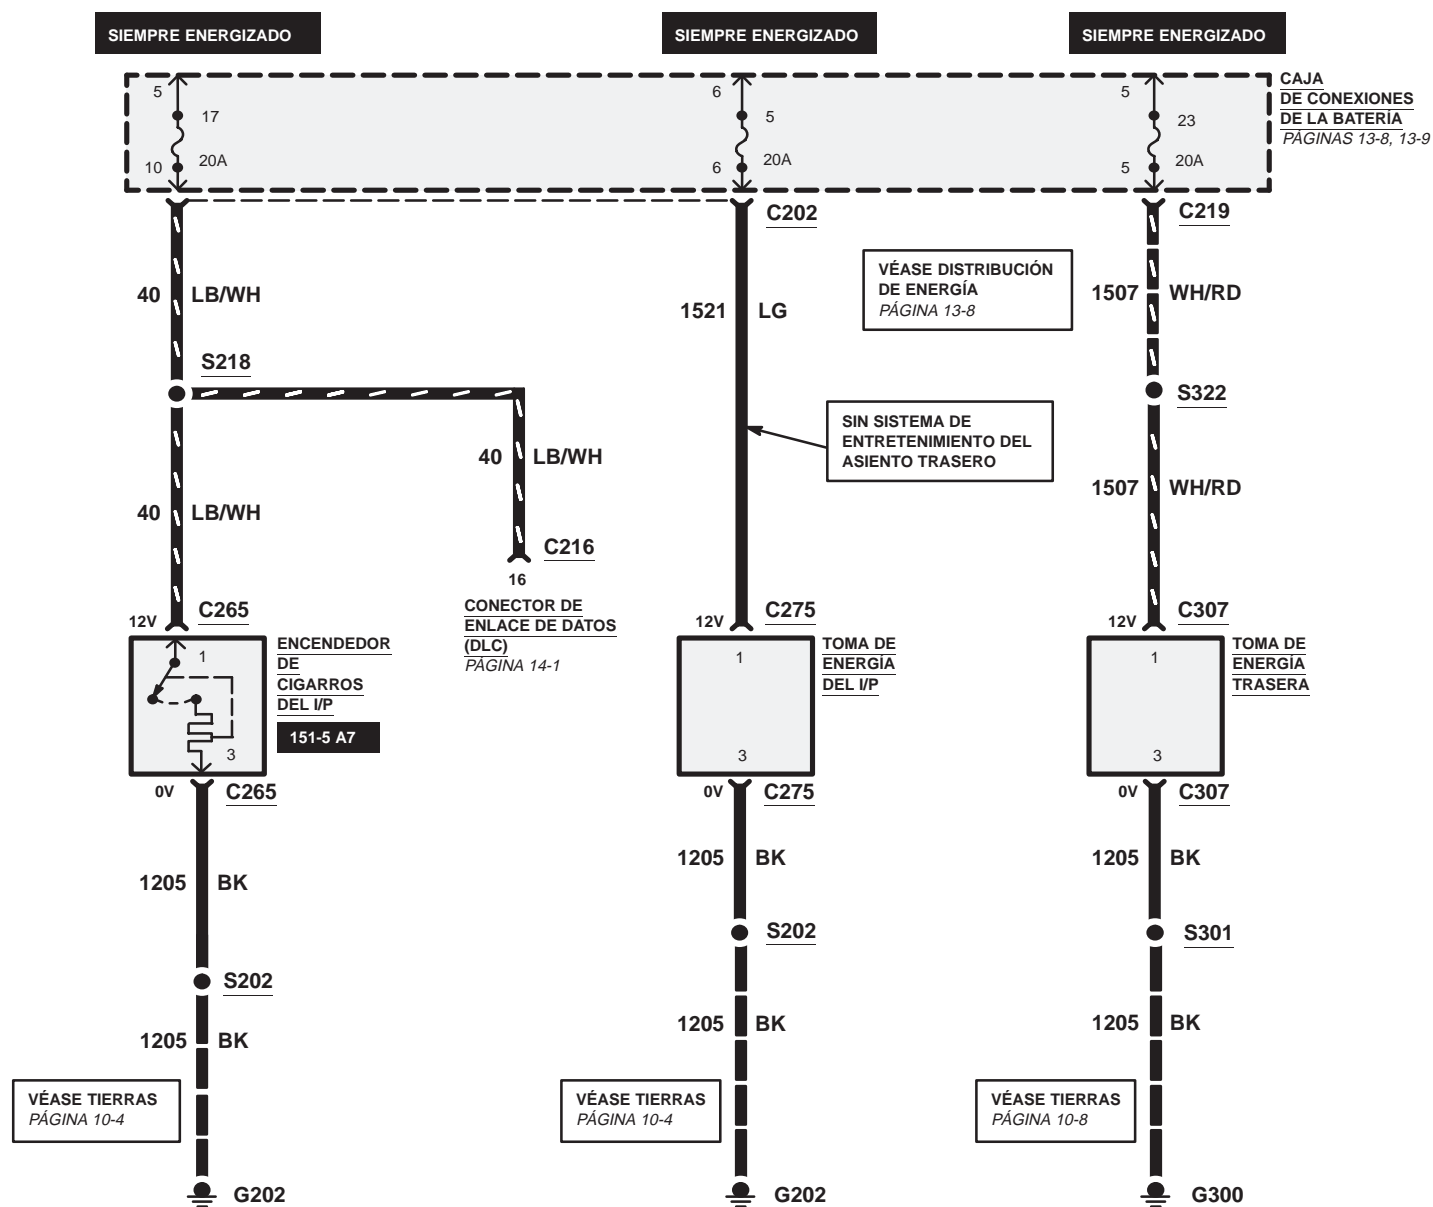 SIEMPRE ENERGIZADO
SIEMPRE ENERGIZADO
SIEMPRE ENERGIZADO
CAJA
DE CONEXIONES
DE LA BATERÍA
PÁGINAS 13-8, 13-9
5
17
10
20A
6
5
6
20A
5
23
5
20A
C202
C219
40 LB/WH
1521 LG
VÉASE DISTRIBUCIÓN
DE ENERGÍA
PÁGINA 13-8
1507 WH/RD
S218
S322
SIN SISTEMA DE
ENTRETENIMIENTO DEL
ASIENTO TRASERO
40 LB/WH
40 LB/WH
1507 WH/RD
C216
16
CONECTOR DE
ENLACE DE DATOS
(DLC)
PÁGINA 14-1
12V
C265
1
3
ENCENDEDOR
DE
CIGARROS
DEL I/P
151-5 A7
12V
C275
1
3
TOMA DE
ENERGÍA
DEL I/P
12V
C307
1
3
TOMA DE
ENERGÍA
TRASERA
0V
C265
0V
C275
0V
C307
1205 BK
1205 BK
1205 BK
S202
S202
S301
1205 BK
1205 BK
1205 BK
VÉASE TIERRAS
PÁGINA 10-4
VÉASE TIERRAS
PÁGINA 10-4
VÉASE TIERRAS
PÁGINA 10-8
G202
G202
G300